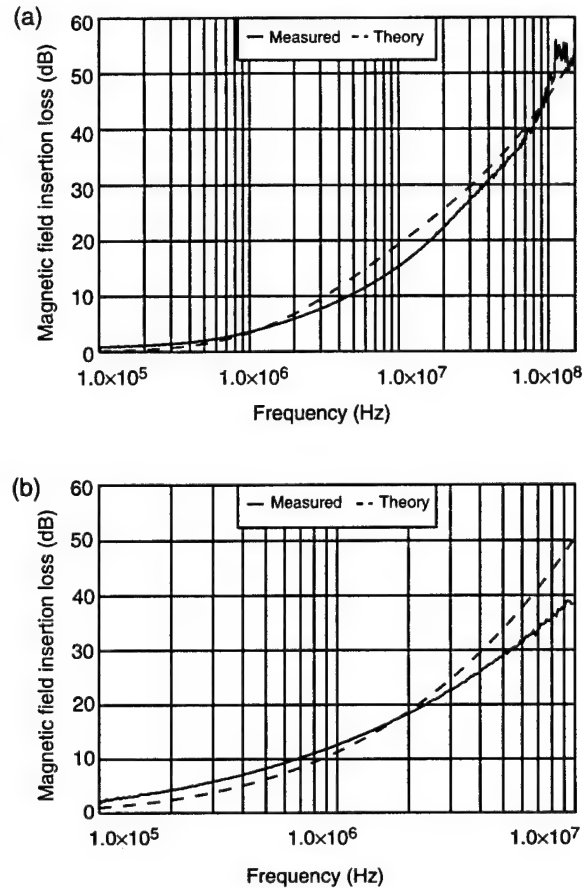 (a)
Measured Theory
Magnetic field insertion loss (dB)
60
50
40
30
20
10
0
1.0×10⁵ 1.0×10⁶ 1.0×10⁷ 1.0×10⁸
Frequency (Hz)
(b)
Measured Theory
Magnetic field insertion loss (dB)
60
50
40
30
20
10
0
1.0×10⁵ 1.0×10⁶ 1.0×10⁷
Frequency (Hz)